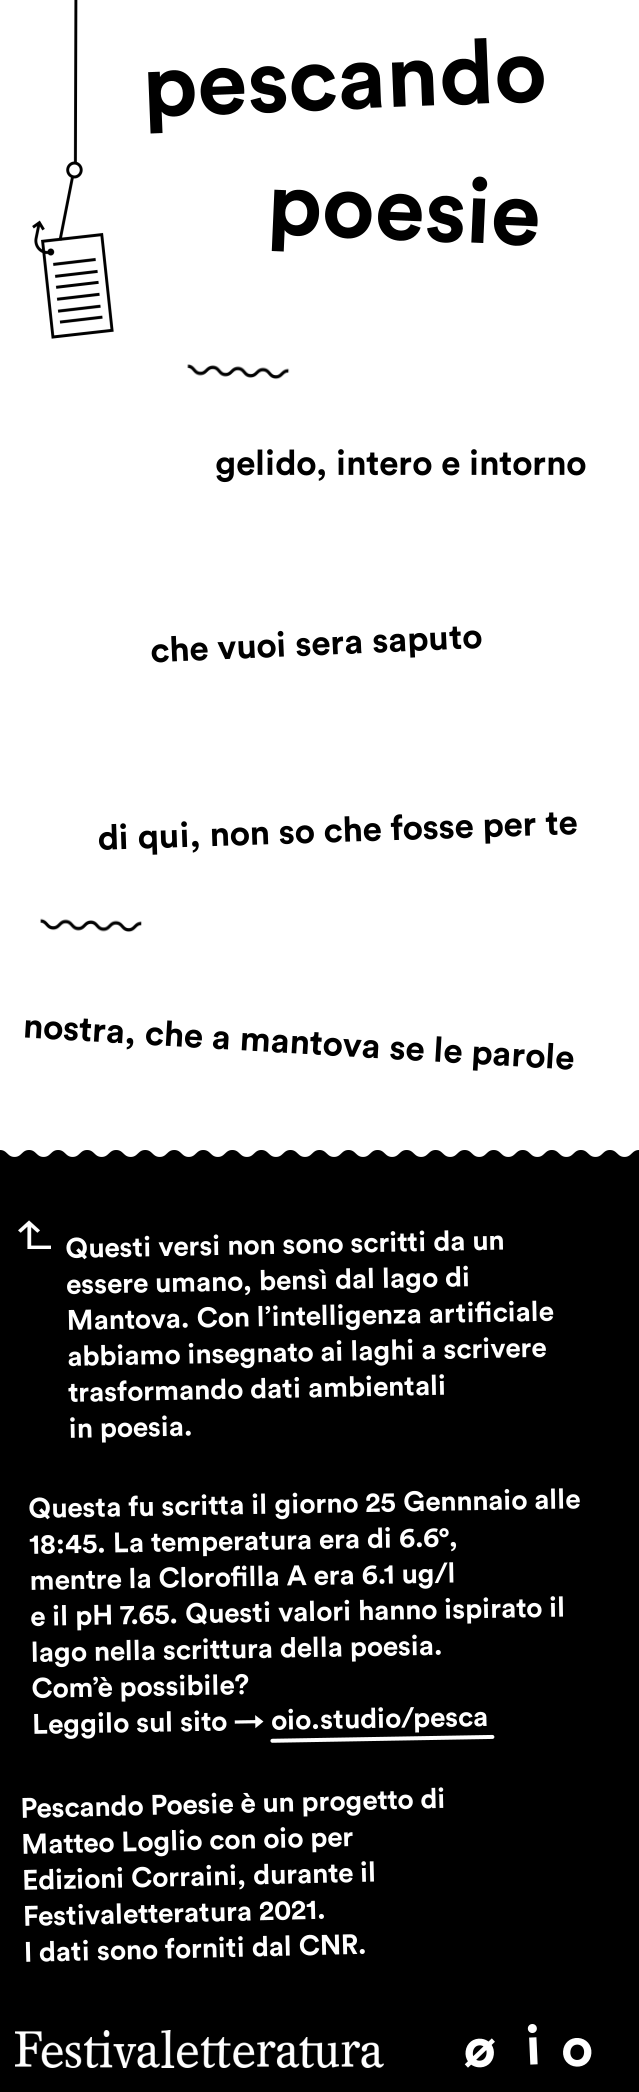 pescando
poesie
gelido, intero e intorno
che vuoi sera saputo
di qui, non so che fosse per te
nostra, che a mantova se le parole
Questi versi non sono scritti da un
essere umano, bensì dal lago di
Mantova. Con l’intelligenza artificiale
abbiamo insegnato ai laghi a scrivere
trasformando dati ambientali
in poesia.
Questa fu scritta il giorno 25 Gennnaio alle
18:45. La temperatura era di 6.6°,
mentre la Clorofilla A era 6.1 ug/l
e il pH 7.65. Questi valori hanno ispirato il
lago nella scrittura della poesia.
Com’è possibile?
Leggilo sul sito → oio.studio/pesca
Pescando Poesie è un progetto di
Matteo Loglio con oio per
Edizioni Corraini, durante il
Festivaletteratura 2021.
I dati sono forniti dal CNR.
Festivaletteratura ø i o